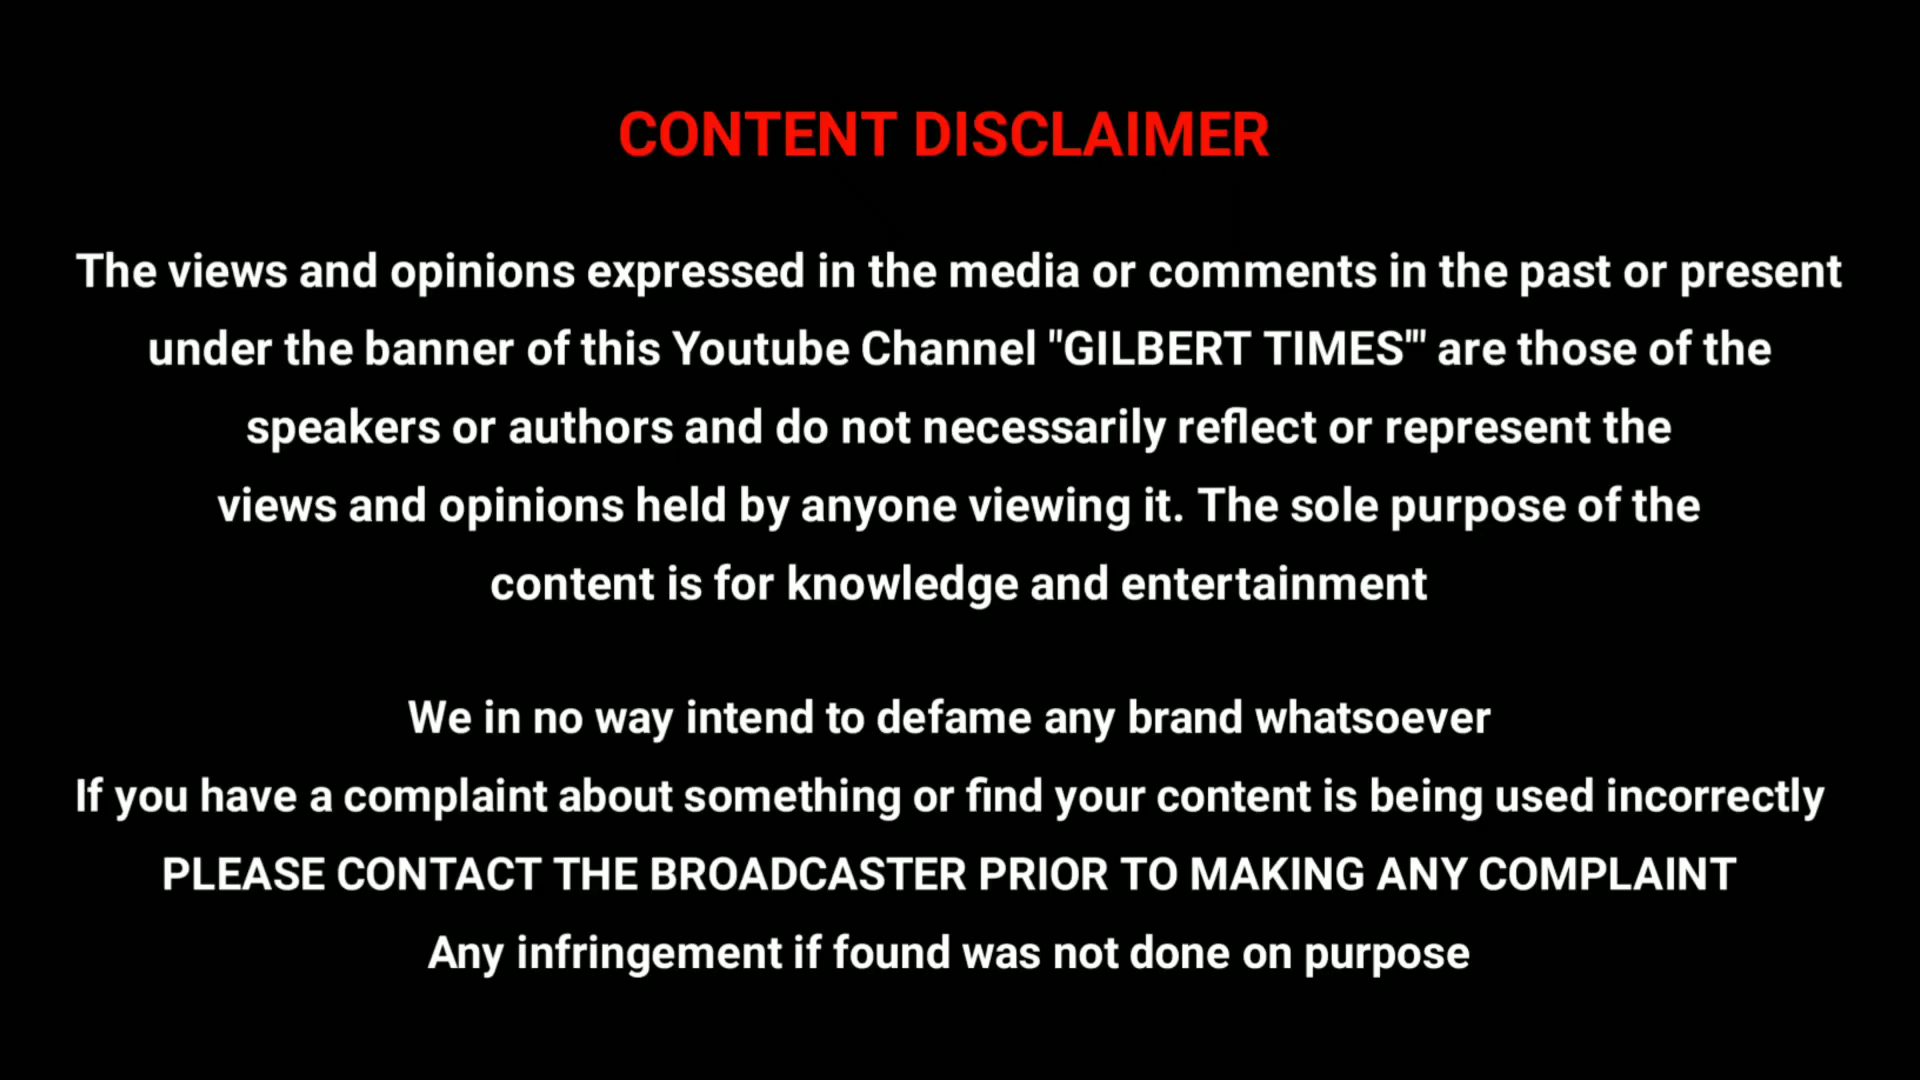 CONTENT DISCLAIMER
The views and opinions expressed in the media or comments in the past or present
under the banner of this Youtube Channel "GILBERT TIMES"' are those of the
speakers or authors and do not necessarily reflect or represent the
views and opinions held by anyone viewing it. The sole purpose of the
content is for knowledge and entertainment
We in no way intend to defame any brand whatsoever
If you have a complaint about something or find your content is being used incorrectly
PLEASE CONTACT THE BROADCASTER PRIOR TO MAKING ANY COMPLAINT
Any infringement if found was not done on purpose